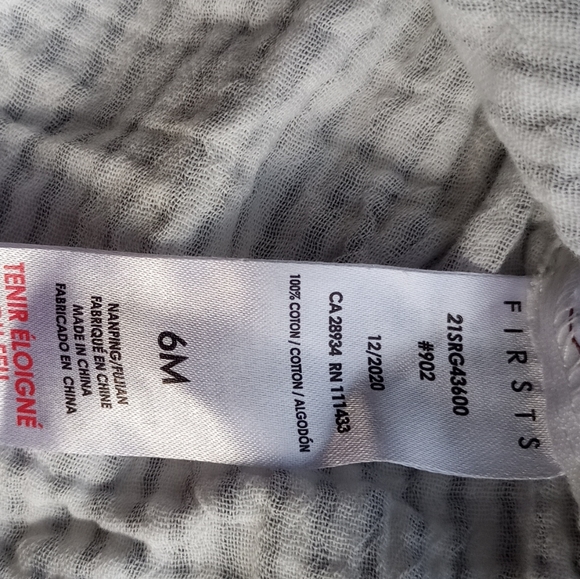 FIRSTS
21SRG43600
#902
12/2020
CA 28934 RN 111433
100% COTON / COTTON / ALGODÓN
6M
NANPING/FUJIAN
FABRIQUÉ EN CHINE
MADE IN CHINA
FABRICADO EN CHINA
TENIR ÉLOIGNÉ